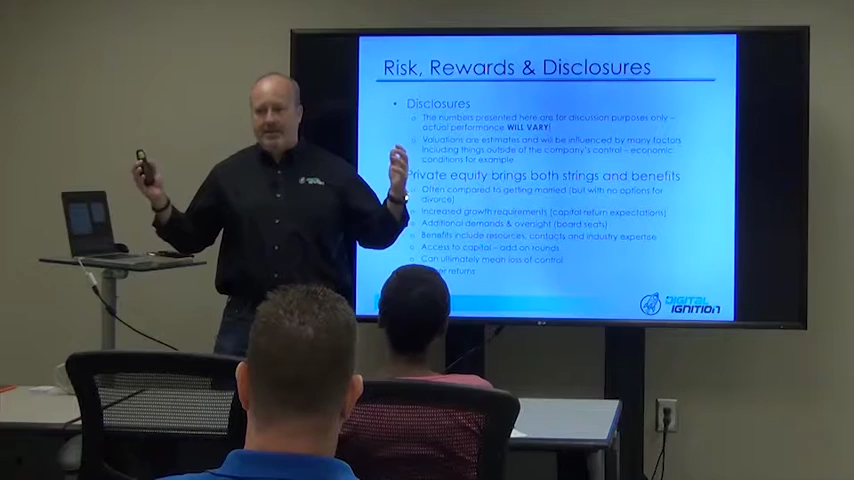 Risk, Rewards & Disclosures
• Disclosures
The numbers presented here are for discussion purposes only –
actual performance WILL VARY!
Valuations are estimates and will be influenced by many factors
including things outside of the company's control - economic
conditions for example
Private equity brings both strings and benefits
Often compared to getting married (but with no options for
divorce)
Increased growth requirements (capital return expectations)
Additional demands & oversight (board seats)
Benefits include resources, contacts and industry expertise
Access to capital – add on rounds
Can ultimately mean loss of control
returns
DIGITAL
IGNITION